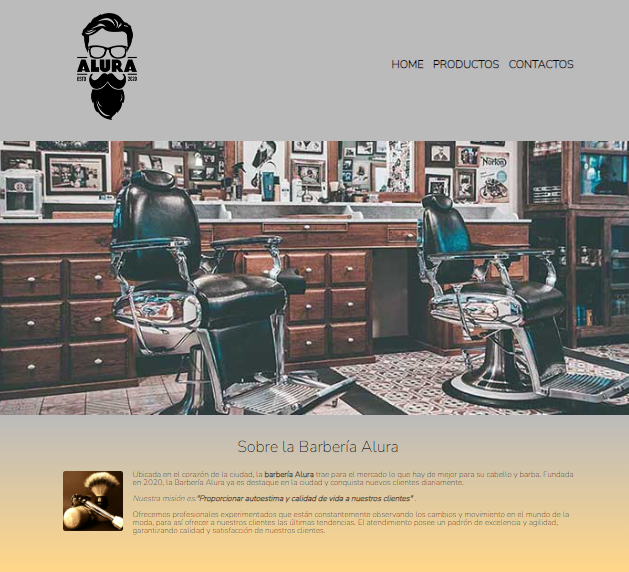 ALURA
ESTD 2020
HOME PRODUCTOS CONTACTOS
Norton
Sobre la Barbería Alura
Ubicada en el corazón de la ciudad, la barbería Alura trae para el mercado lo que hay de mejor para su cabello y barba. Fundada
en 2020, la Barbería Alura ya es destaque en la ciudad y conquista nuevos clientes diariamente.
Nuestra misión es:"Proporcionar autoestima y calidad de vida a nuestros clientes" .
Ofrecemos profesionales experimentados que están constantemente observando los cambios y movimiento en el mundo de la
moda, para así ofrecer a nuestros clientes las últimas tendencias. El atendimiento posee un padrón de excelencia y agilidad,
garantizando calidad y satisfacción de nuestros clientes.